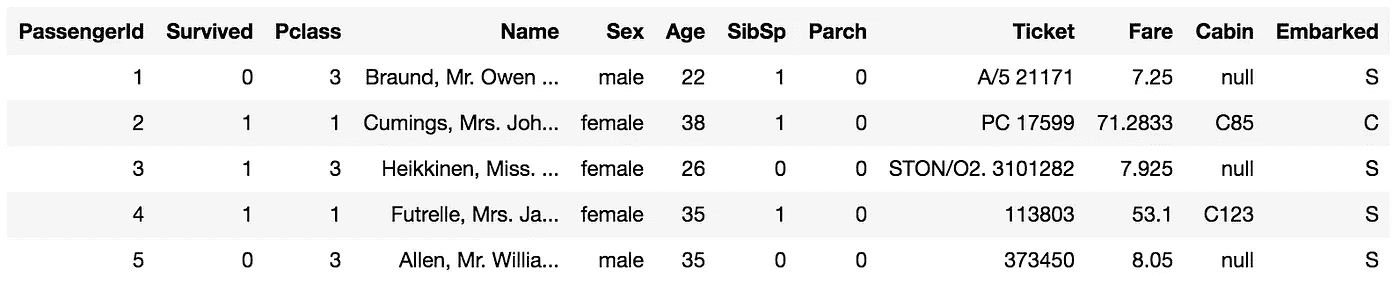 PassengerId Survived Pclass Name Sex Age SibSp Parch Ticket Fare Cabin Embarked
1 0 3 Braund, Mr. Owen ... male 22 1 0 A/5 21171 7.25 null S
2 1 1 Cumings, Mrs. Joh... female 38 1 0 PC 17599 71.2833 C85 C
3 1 3 Heikkinen, Miss. ... female 26 0 0 STON/O2. 3101282 7.925 null S
4 1 1 Futrelle, Mrs. Ja... female 35 1 0 113803 53.1 C123 S
5 0 3 Allen, Mr. Willia... male 35 0 0 373450 8.05 null S